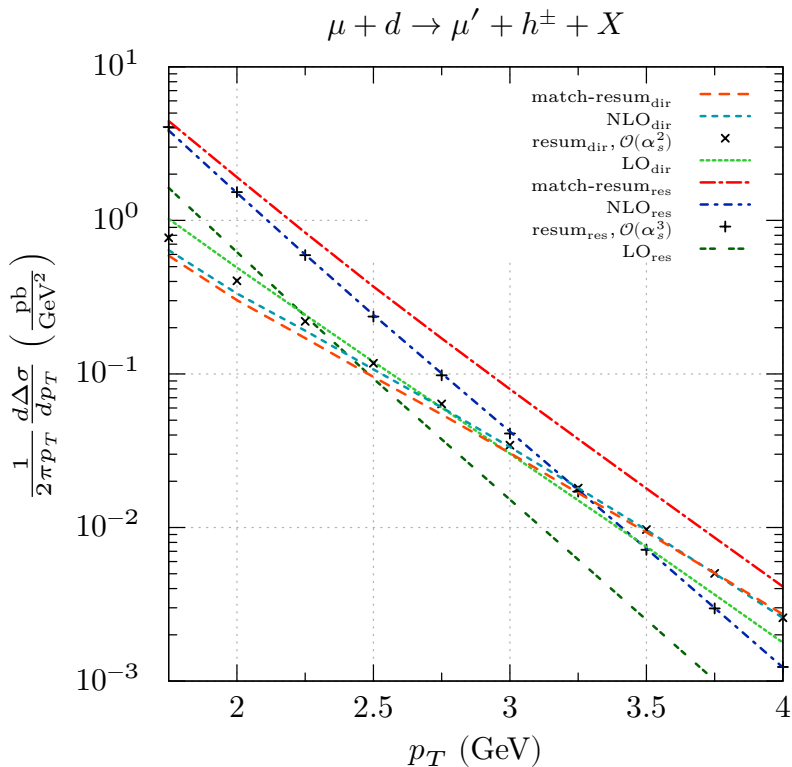 μ + d → μ′ + h± + X
10^1
10^0
10^−1
10^−2
10^−3
1/(2πp_T) dΔσ/dp_T (pb/GeV^2)
match-resum_dir
NLO_dir
resum_dir, O(α_s^2)
LO_dir
match-resum_res
NLO_res
resum_res, O(α_s^3)
LO_res
2 2.5 3 3.5 4
p_T (GeV)